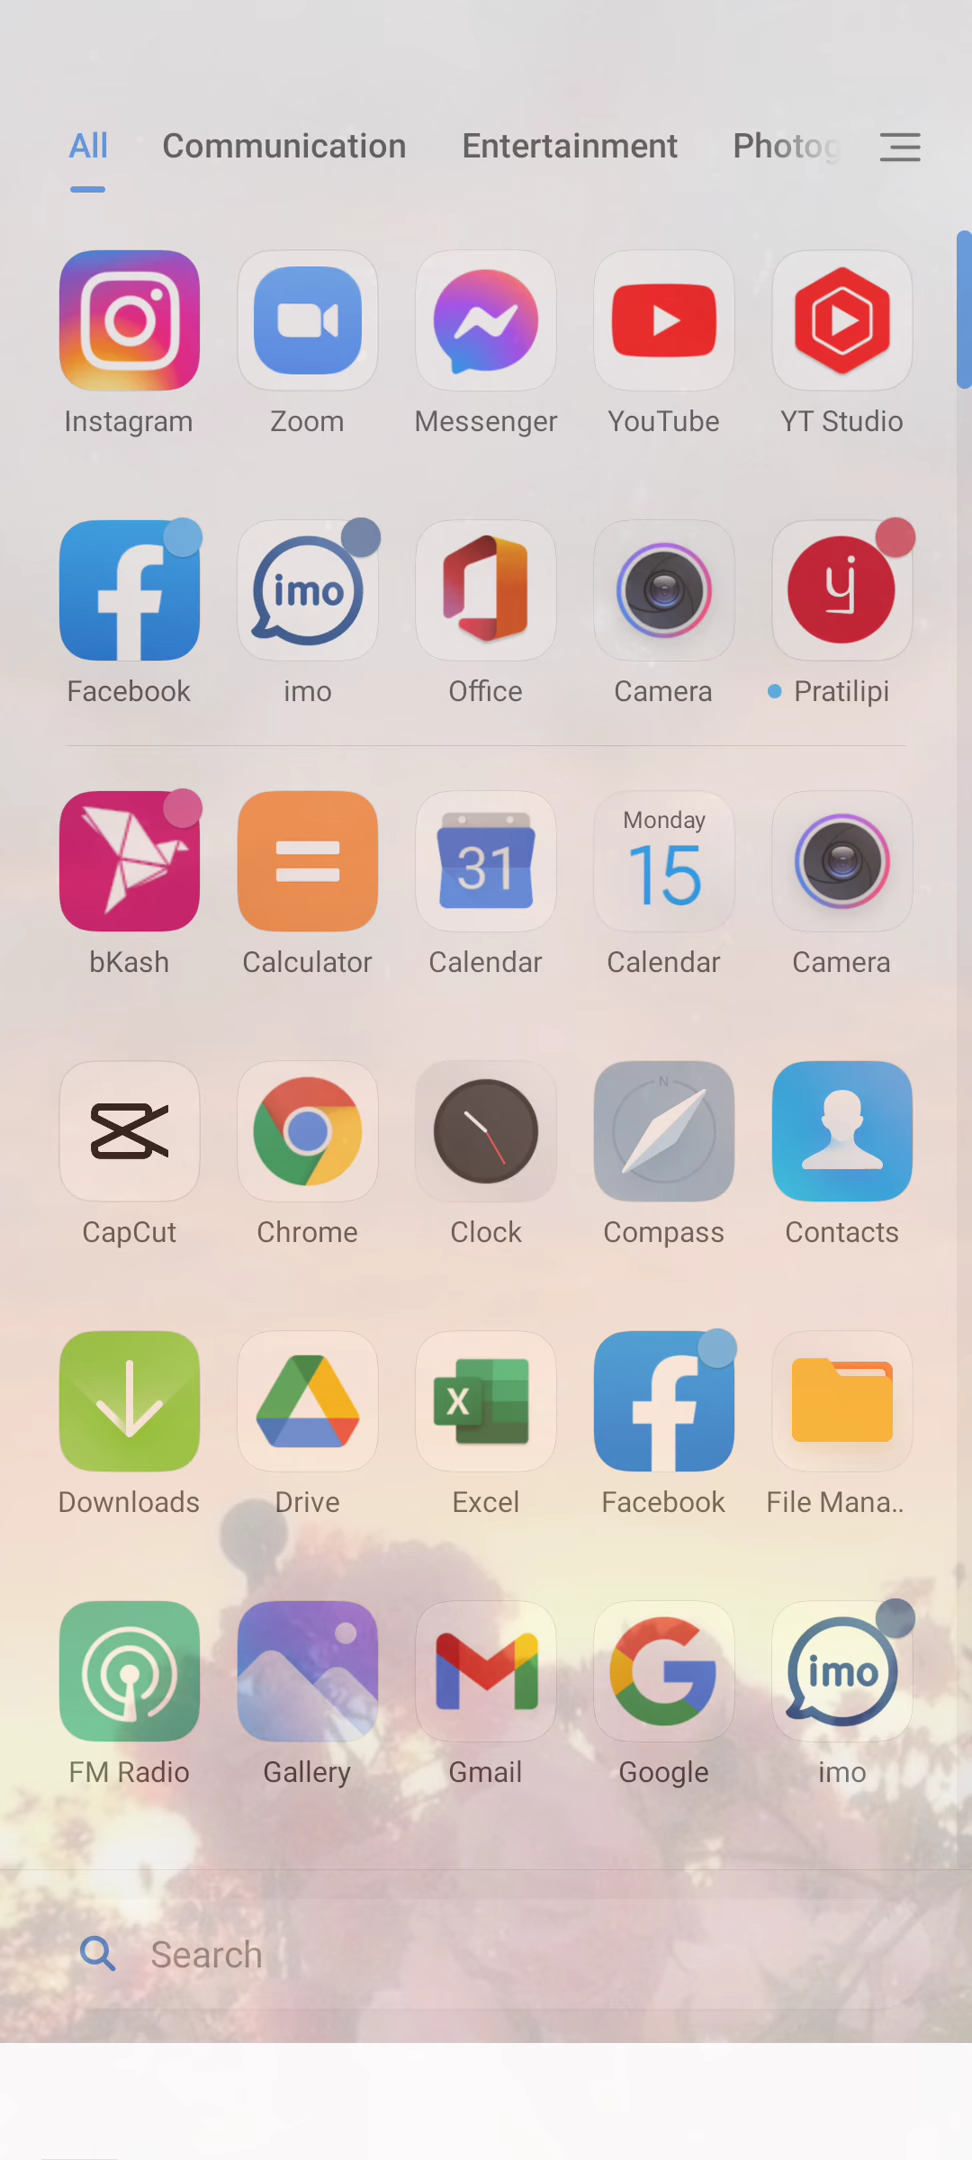 All Communication Entertainment Photog
Instagram Zoom Messenger YouTube YT Studio
imo
Facebook imo Office Camera Pratilipi
31 Monday 15
bKash Calculator Calendar Calendar Camera
N
CapCut Chrome Clock Compass Contacts
X
Downloads Drive Excel Facebook File Mana..
imo
FM Radio Gallery Gmail Google imo
Search